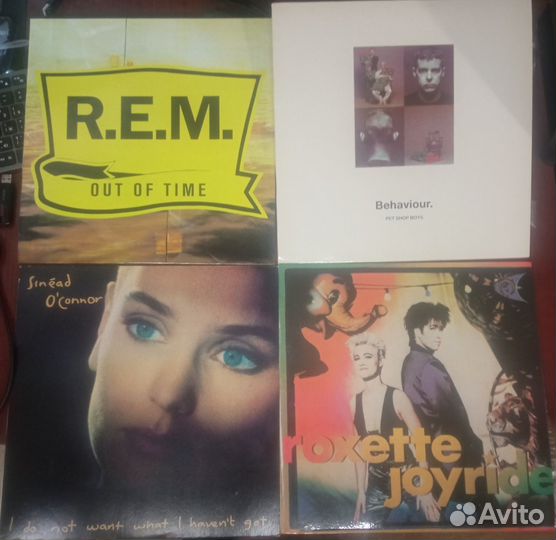 R.E.M.
OUT OF TIME
Behaviour.
PET SHOP BOYS
Sinéad
O'Connor
I do not want what I haven't got
roxette
joyride
Avito